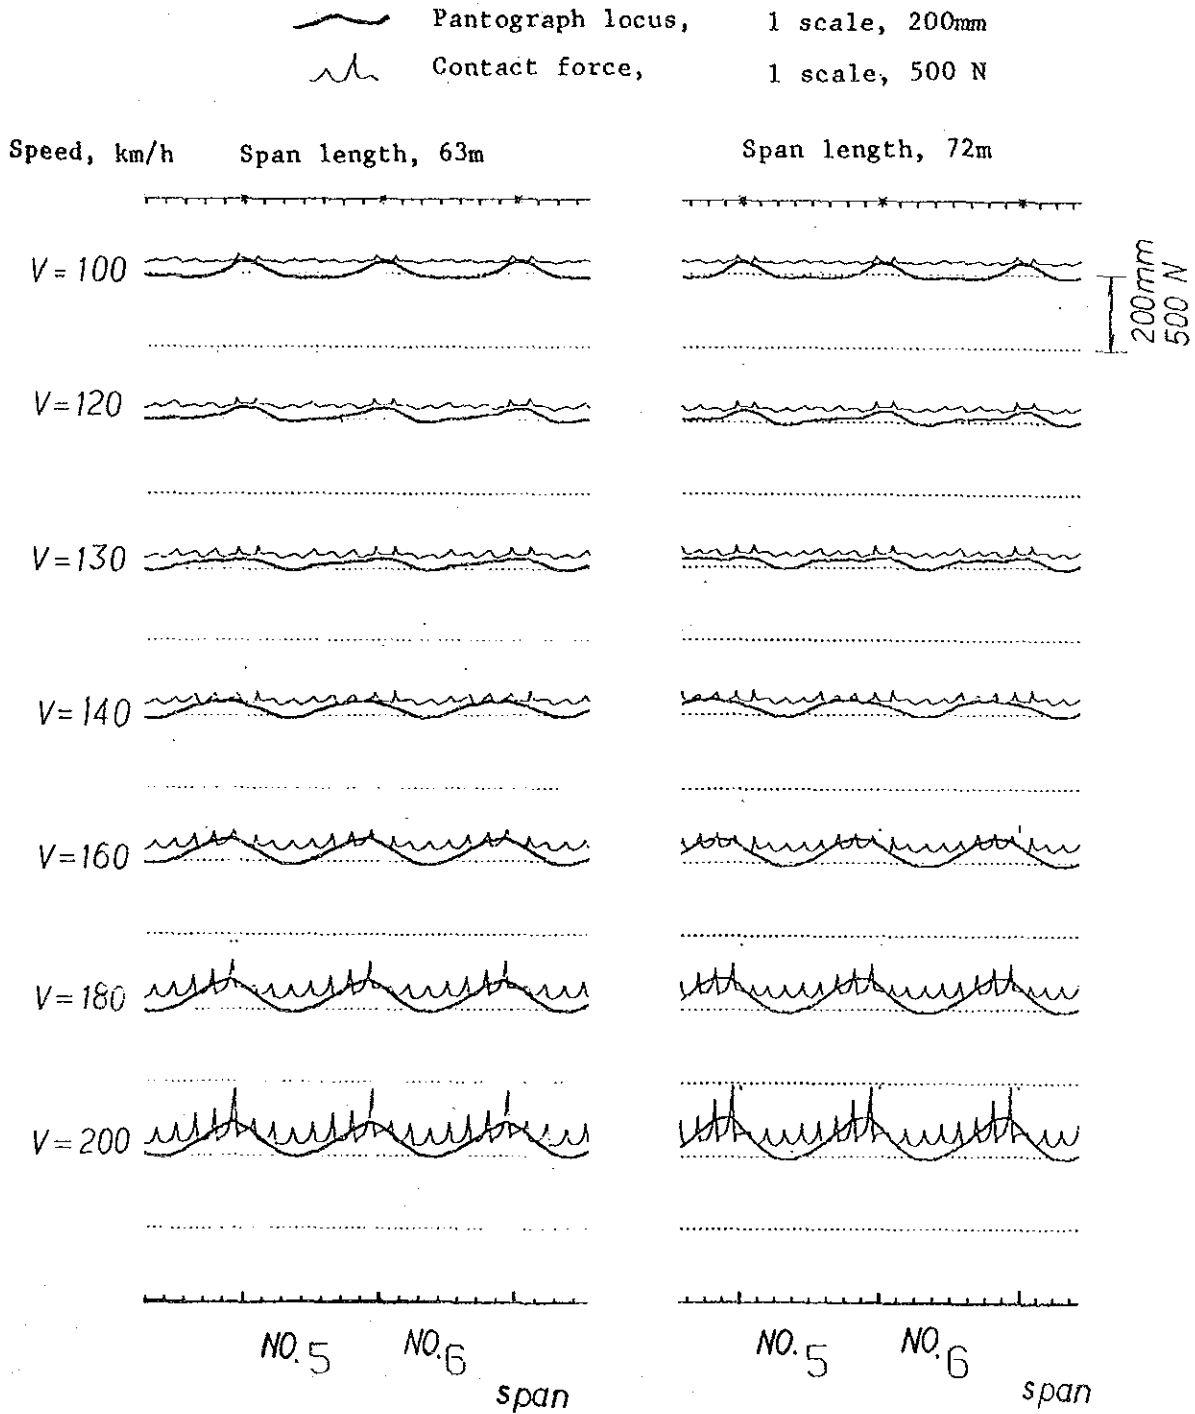 Pantograph locus, 1 scale, 200mm
Contact force, 1 scale, 500 N
Speed, km/h Span length, 63m Span length, 72m
V=100
200mm
500 N
V=120
V=130
V=140
V=160
V=180
V=200
NO.5 NO.6 NO.5 NO.6
span span